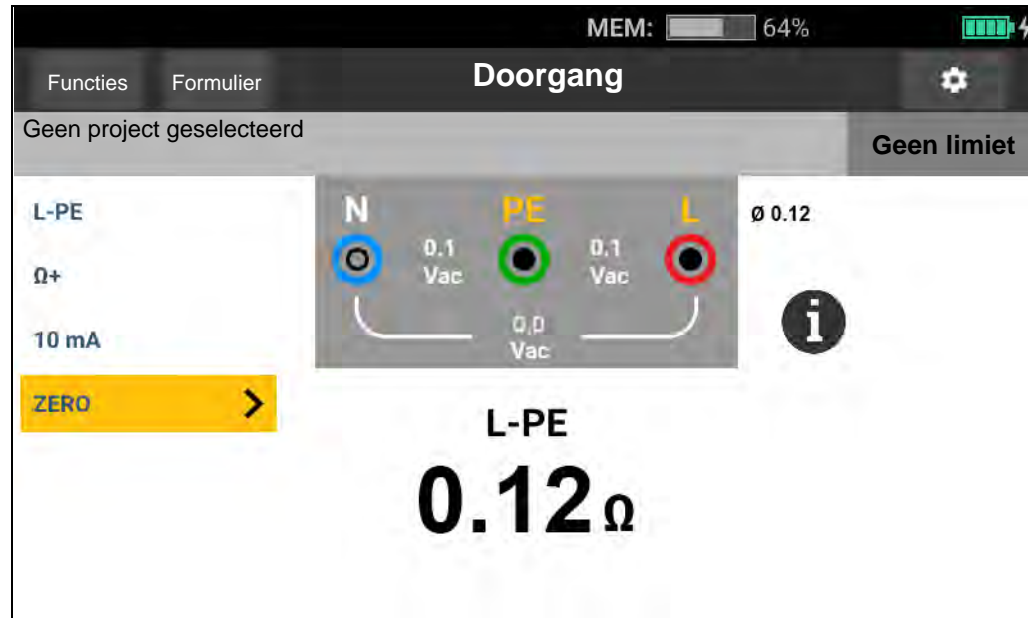 MEM: 64%
Functies Formulier Doorgang
Geen project geselecteerd
Geen limiet
L-PE
Ω+
10 mA
ZERO
N PE L
0.1 Vac
0.1 Vac
0.0 Vac
Ø 0.12
i
L-PE
0.12 Ω